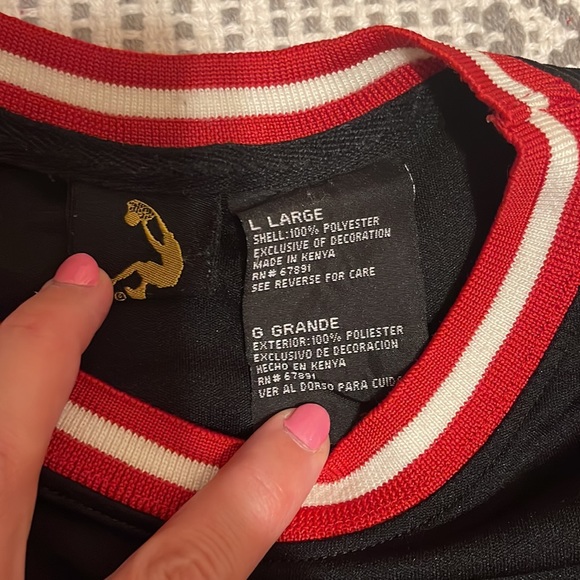 L LARGE
SHELL:100% POLYESTER
EXCLUSIVE OF DECORATION
MADE IN KENYA
RN# 67891
SEE REVERSE FOR CARE
G GRANDE
EXTERIOR:100% POLIESTER
EXCLUSIVO DE DECORACION
HECHO EN KENYA
RN# 67891
VER AL DORSO PARA CUIDO